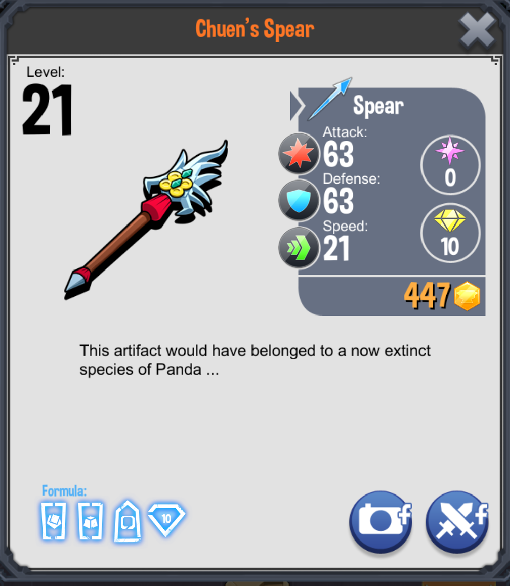 Chuen's Spear
Level:
21
Spear
Attack:
63
Defense:
63
Speed:
21
0
10
447
This artifact would have belonged to a now extinct
species of Panda ...
Formula:
10
f
f